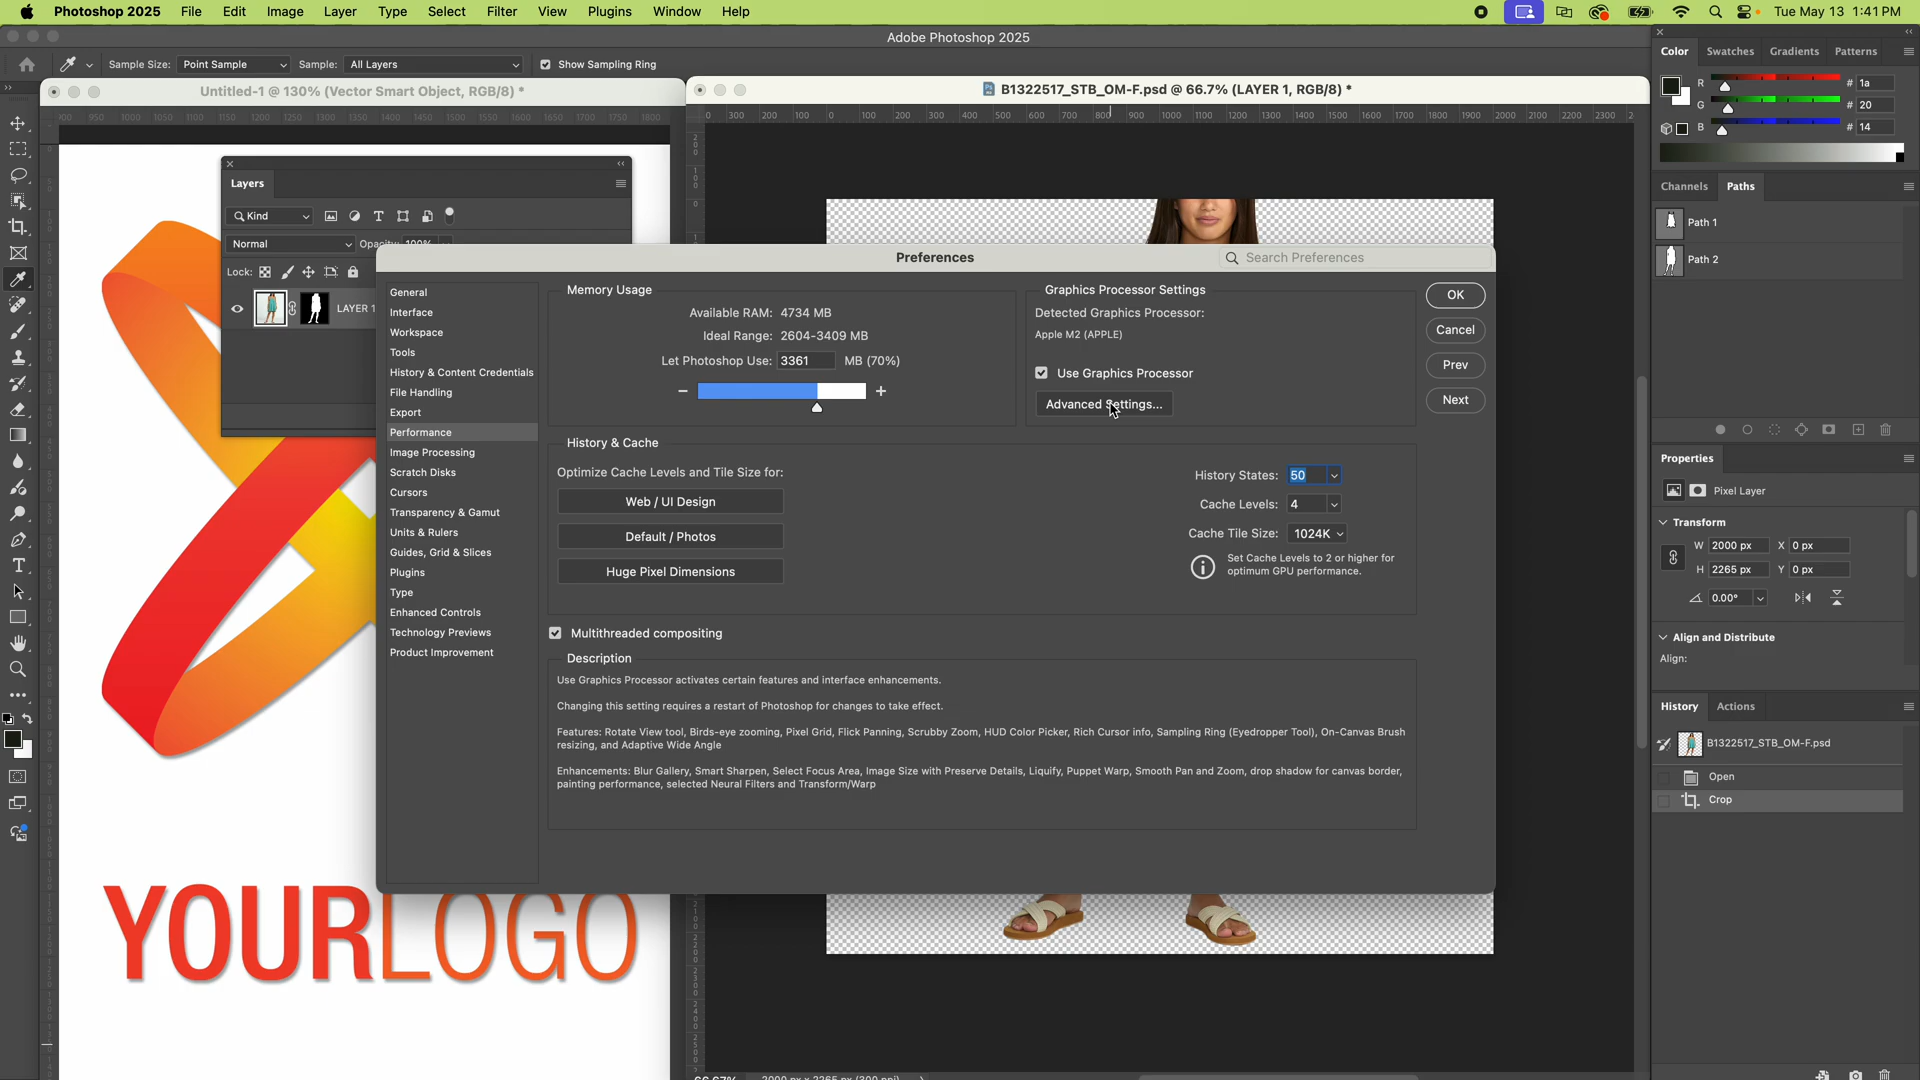 Photoshop 2025 File Edit Image Layer Type Select Filter View Plugins Window Help Tue May 13 1:41 PM
Adobe Photoshop 2025
Sample Size: Point Sample Sample: All Layers Show Sampling Ring
Untitled-1 @ 130% (Vector Smart Object, RGB/8) *
B1322517_STB_OM-F.psd @ 66.7% (LAYER 1, RGB/8) *
Layers
Kind
Normal Opacity: 100%
Lock:
LAYER 1
Preferences
Search Preferences
General
Interface
Workspace
Tools
History & Content Credentials
File Handling
Export
Performance
Image Processing
Scratch Disks
Cursors
Transparency & Gamut
Units & Rulers
Guides, Grid & Slices
Plugins
Type
Enhanced Controls
Technology Previews
Product Improvement
Memory Usage
Available RAM: 4734 MB
Ideal Range: 2604-3409 MB
Let Photoshop Use: 3361 MB (70%)
Graphics Processor Settings
Detected Graphics Processor:
Apple M2 (APPLE)
Use Graphics Processor
Advanced Settings...
OK
Cancel
Prev
Next
History & Cache
Optimize Cache Levels and Tile Size for:
Web / UI Design
Default / Photos
Huge Pixel Dimensions
History States: 50
Cache Levels: 4
Cache Tile Size: 1024K
Set Cache Levels to 2 or higher for
optimum GPU performance.
Multithreaded compositing
Description
Use Graphics Processor activates certain features and interface enhancements.
Changing this setting requires a restart of Photoshop for changes to take effect.
Features: Rotate View tool, Birds-eye zooming, Pixel Grid, Flick Panning, Scrubby Zoom, HUD Color Picker, Rich Cursor info, Sampling Ring (Eyedropper Tool), On-Canvas Brush
resizing, and Adaptive Wide Angle
Enhancements: Blur Gallery, Smart Sharpen, Select Focus Area, Image Size with Preserve Details, Liquify, Puppet Warp, Smooth Pan and Zoom, drop shadow for canvas border,
painting performance, selected Neural Filters and Transform/Warp
YOURLOGO
Color Swatches Gradients Patterns
R # 1a
G # 20
B # 14
Channels Paths
Path 1
Path 2
Properties
Pixel Layer
Transform
W 2000 px X 0 px
H 2265 px Y 0 px
0.00°
Align and Distribute
Align:
History Actions
B1322517_STB_OM-F.psd
Open
Crop
66.67% 2000 px x 2265 px (300 ppi)